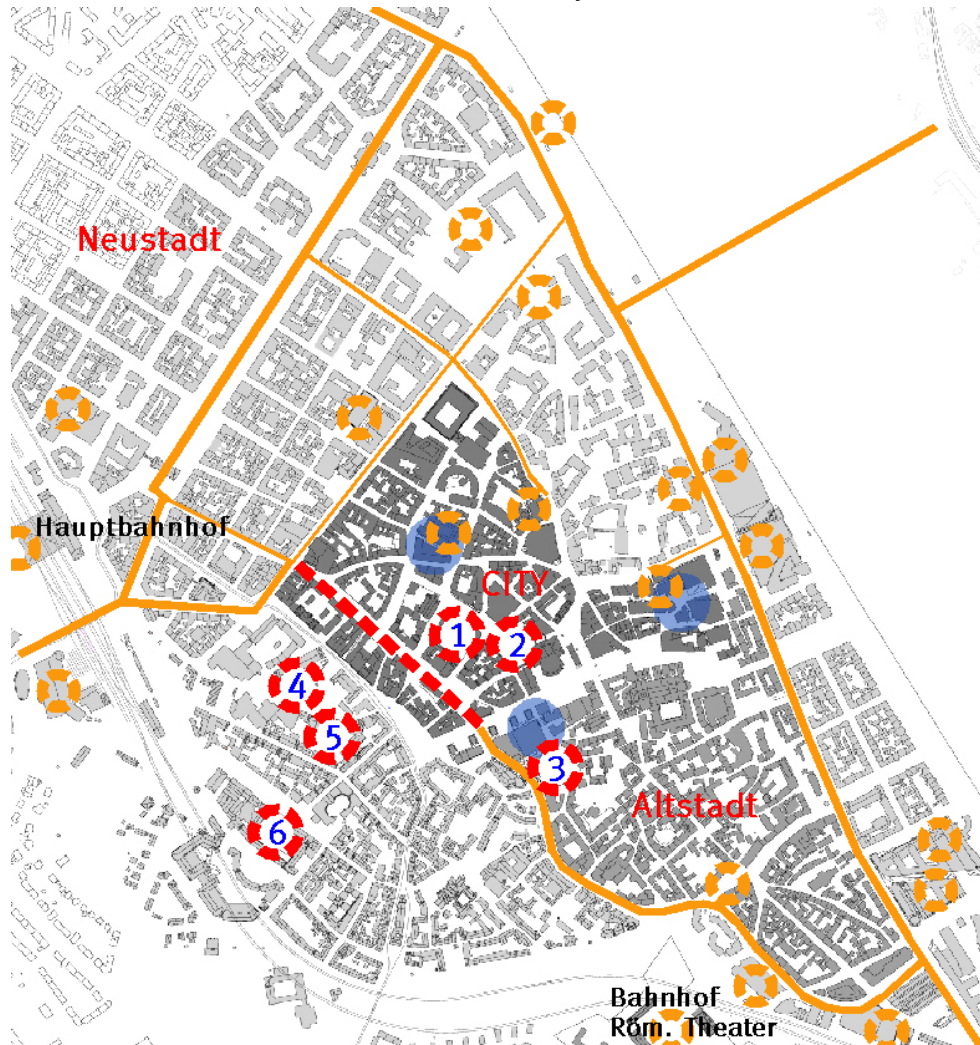 Neustadt
Hauptbahnhof
CITY
1
2
4
5
3
Altstadt
6
Bahnhof
Röm. Theater